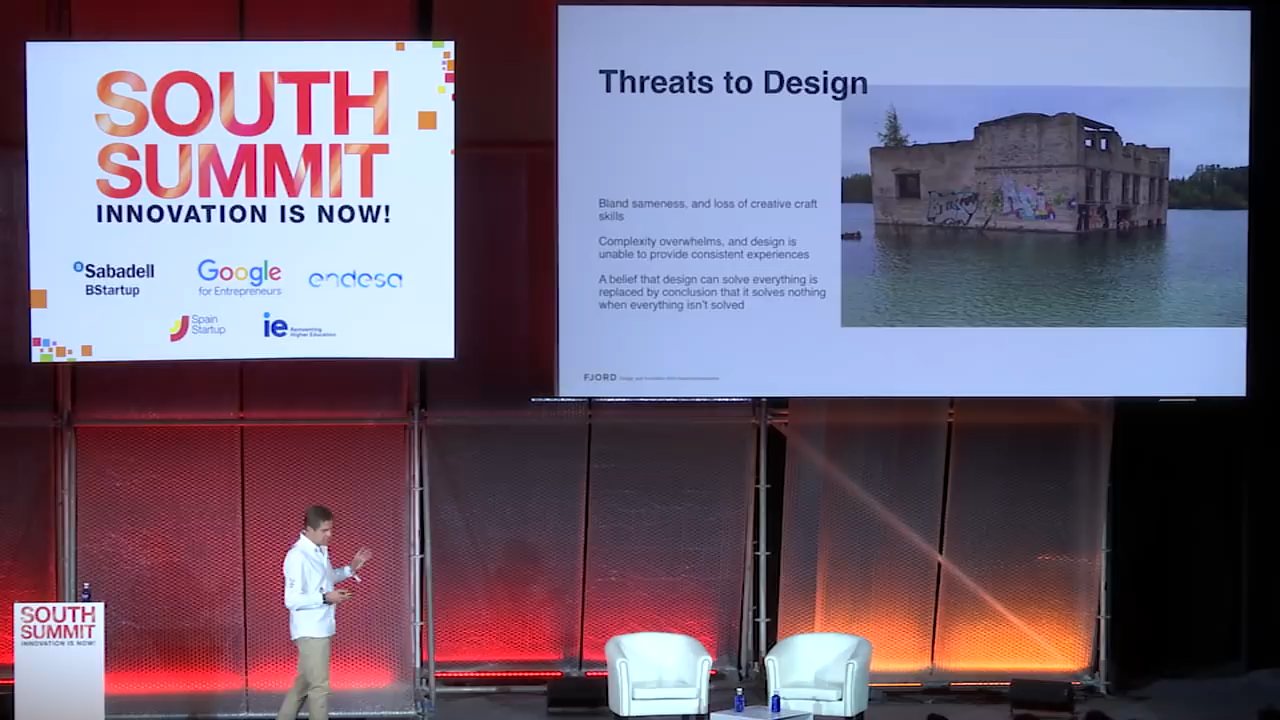 SOUTH
SUMMIT
INNOVATION IS NOW!
Sabadell
BStartup
Google
for Entrepreneurs
endesa
Spain
Startup
ie Reinventing
Higher Education
Threats to Design
Bland sameness, and loss of creative craft
skills
Complexity overwhelms, and design is
unable to provide consistent experiences
A belief that design can solve everything is
replaced by conclusion that it solves nothing
when everything isn't solved
FJORD
SOUTH
SUMMIT
INNOVATION IS NOW!